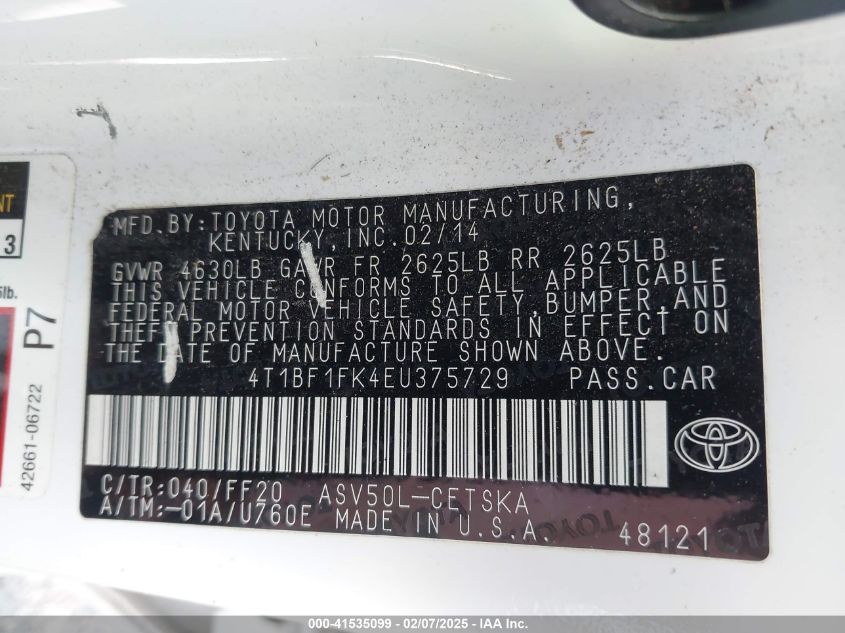 NT
3
5lb.
P7
42661-06722
MFD.BY:TOYOTA MOTOR MANUFACTURING,
KENTUCKY,INC.02/14
GVWR 4630LB GAWR FR 2625LB RR 2625LB
THIS VEHICLE CONFORMS TO ALL APPLICABLE
FEDERAL MOTOR VEHICLE SAFETY,BUMPER,AND
THEFT PREVENTION STANDARDS IN EFFECT ON
THE DATE OF MANUFACTURE SHOWN ABOVE.
4T1BF1FK4EU375729 PASS.CAR
C/TR:040/FF20 ASV50L-CETSKA
A/TM:-01A/U760E MADE IN U.S.A. 48121
000-41535099 | 02/07/2025 - IAA Inc.